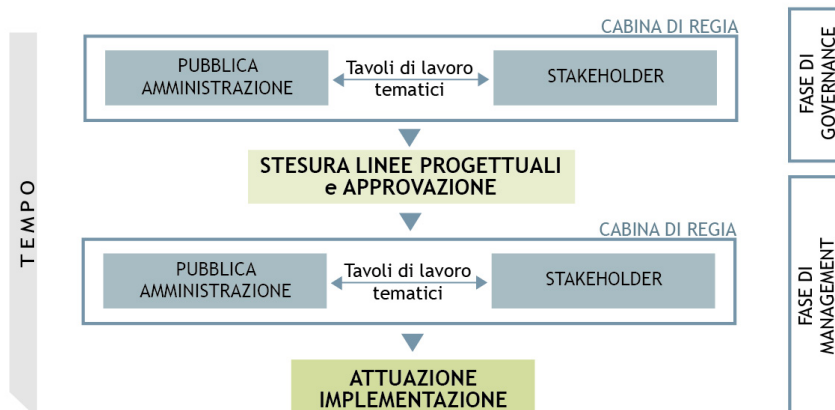 CABINA DI REGIA
PUBBLICA
AMMINISTRAZIONE
Tavoli di lavoro
tematici
STAKEHOLDER
FASE DI
GOVERNANCE
STESURA LINEE PROGETTUALI
e APPROVAZIONE
TEMPO
CABINA DI REGIA
PUBBLICA
AMMINISTRAZIONE
Tavoli di lavoro
tematici
STAKEHOLDER
FASE DI
MANAGEMENT
ATTUAZIONE
IMPLEMENTAZIONE